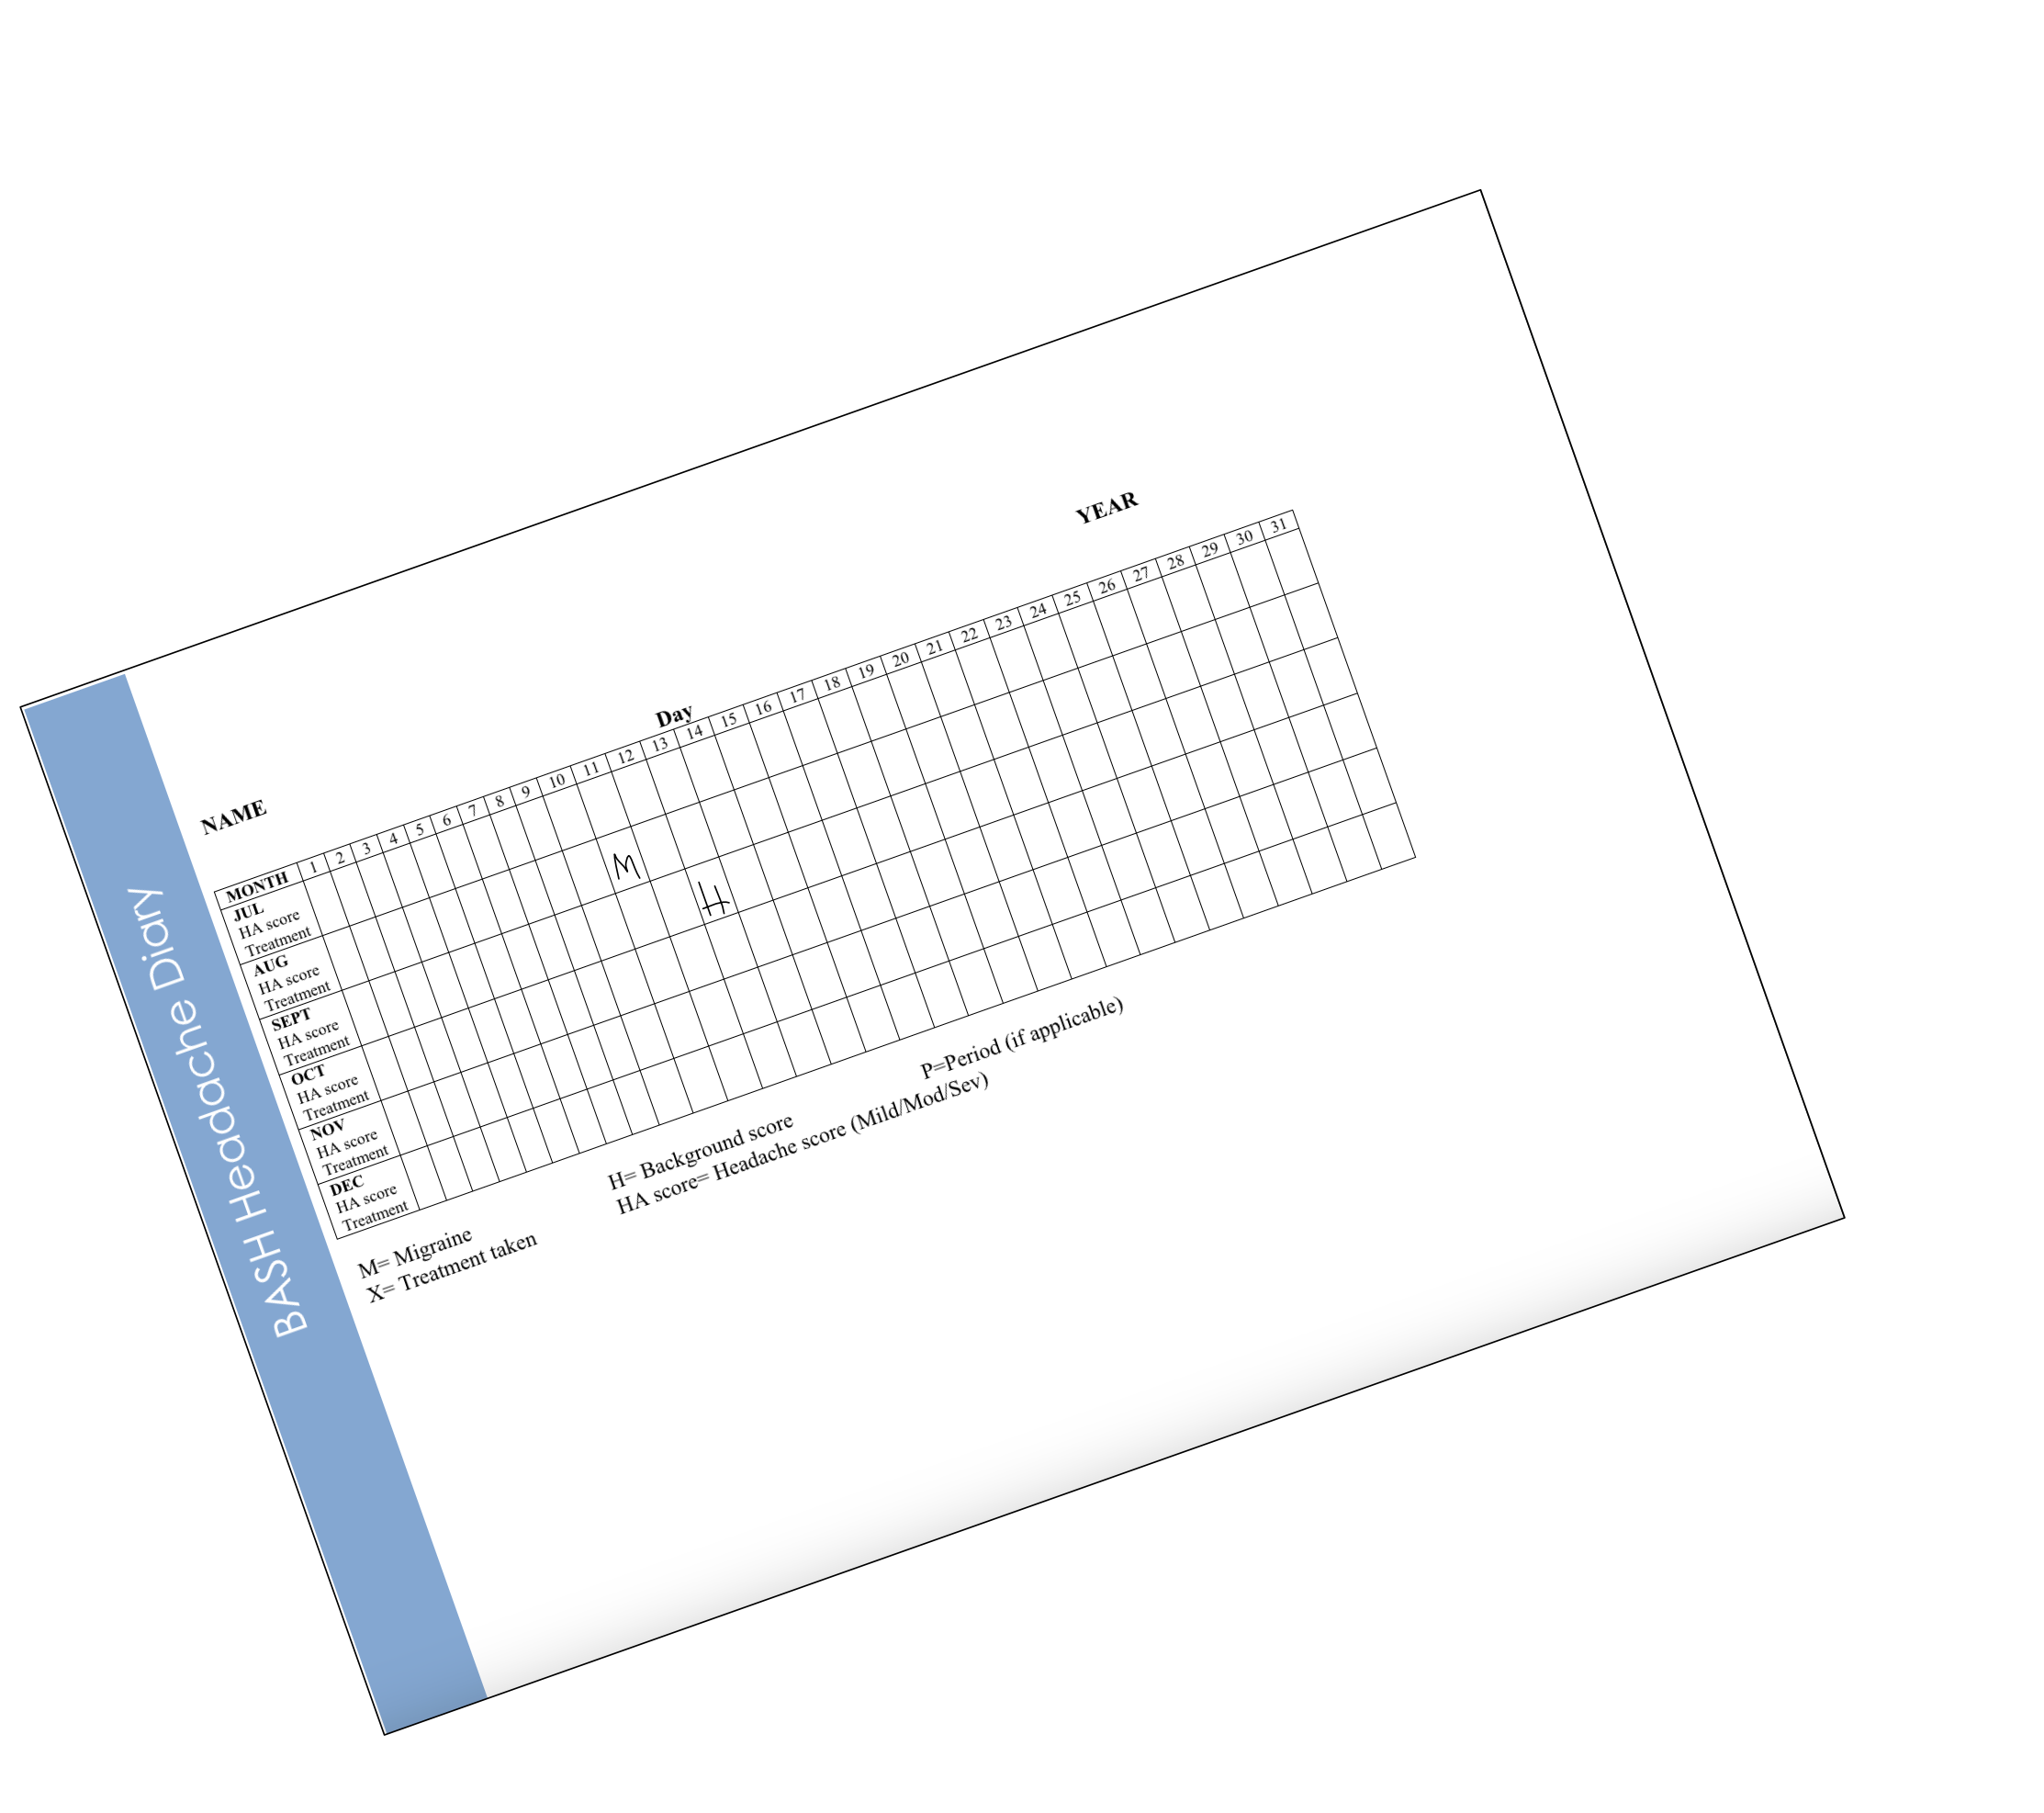 BASH Headache Diary
NAME
YEAR
Day
MONTH 1 2 3 4 5 6 7 8 9 10 11 12 13 14 15 16 17 18 19 20 21 22 23 24 25 26 27 28 29 30 31
JUL
HA score
Treatment
AUG
HA score
M
Treatment
SEPT
HA score
H
Treatment
OCT
HA score
Treatment
NOV
HA score
Treatment
DEC
HA score
Treatment
M= Migraine H= Background score P=Period (if applicable)
X= Treatment taken HA score= Headache score (Mild/Mod/Sev)